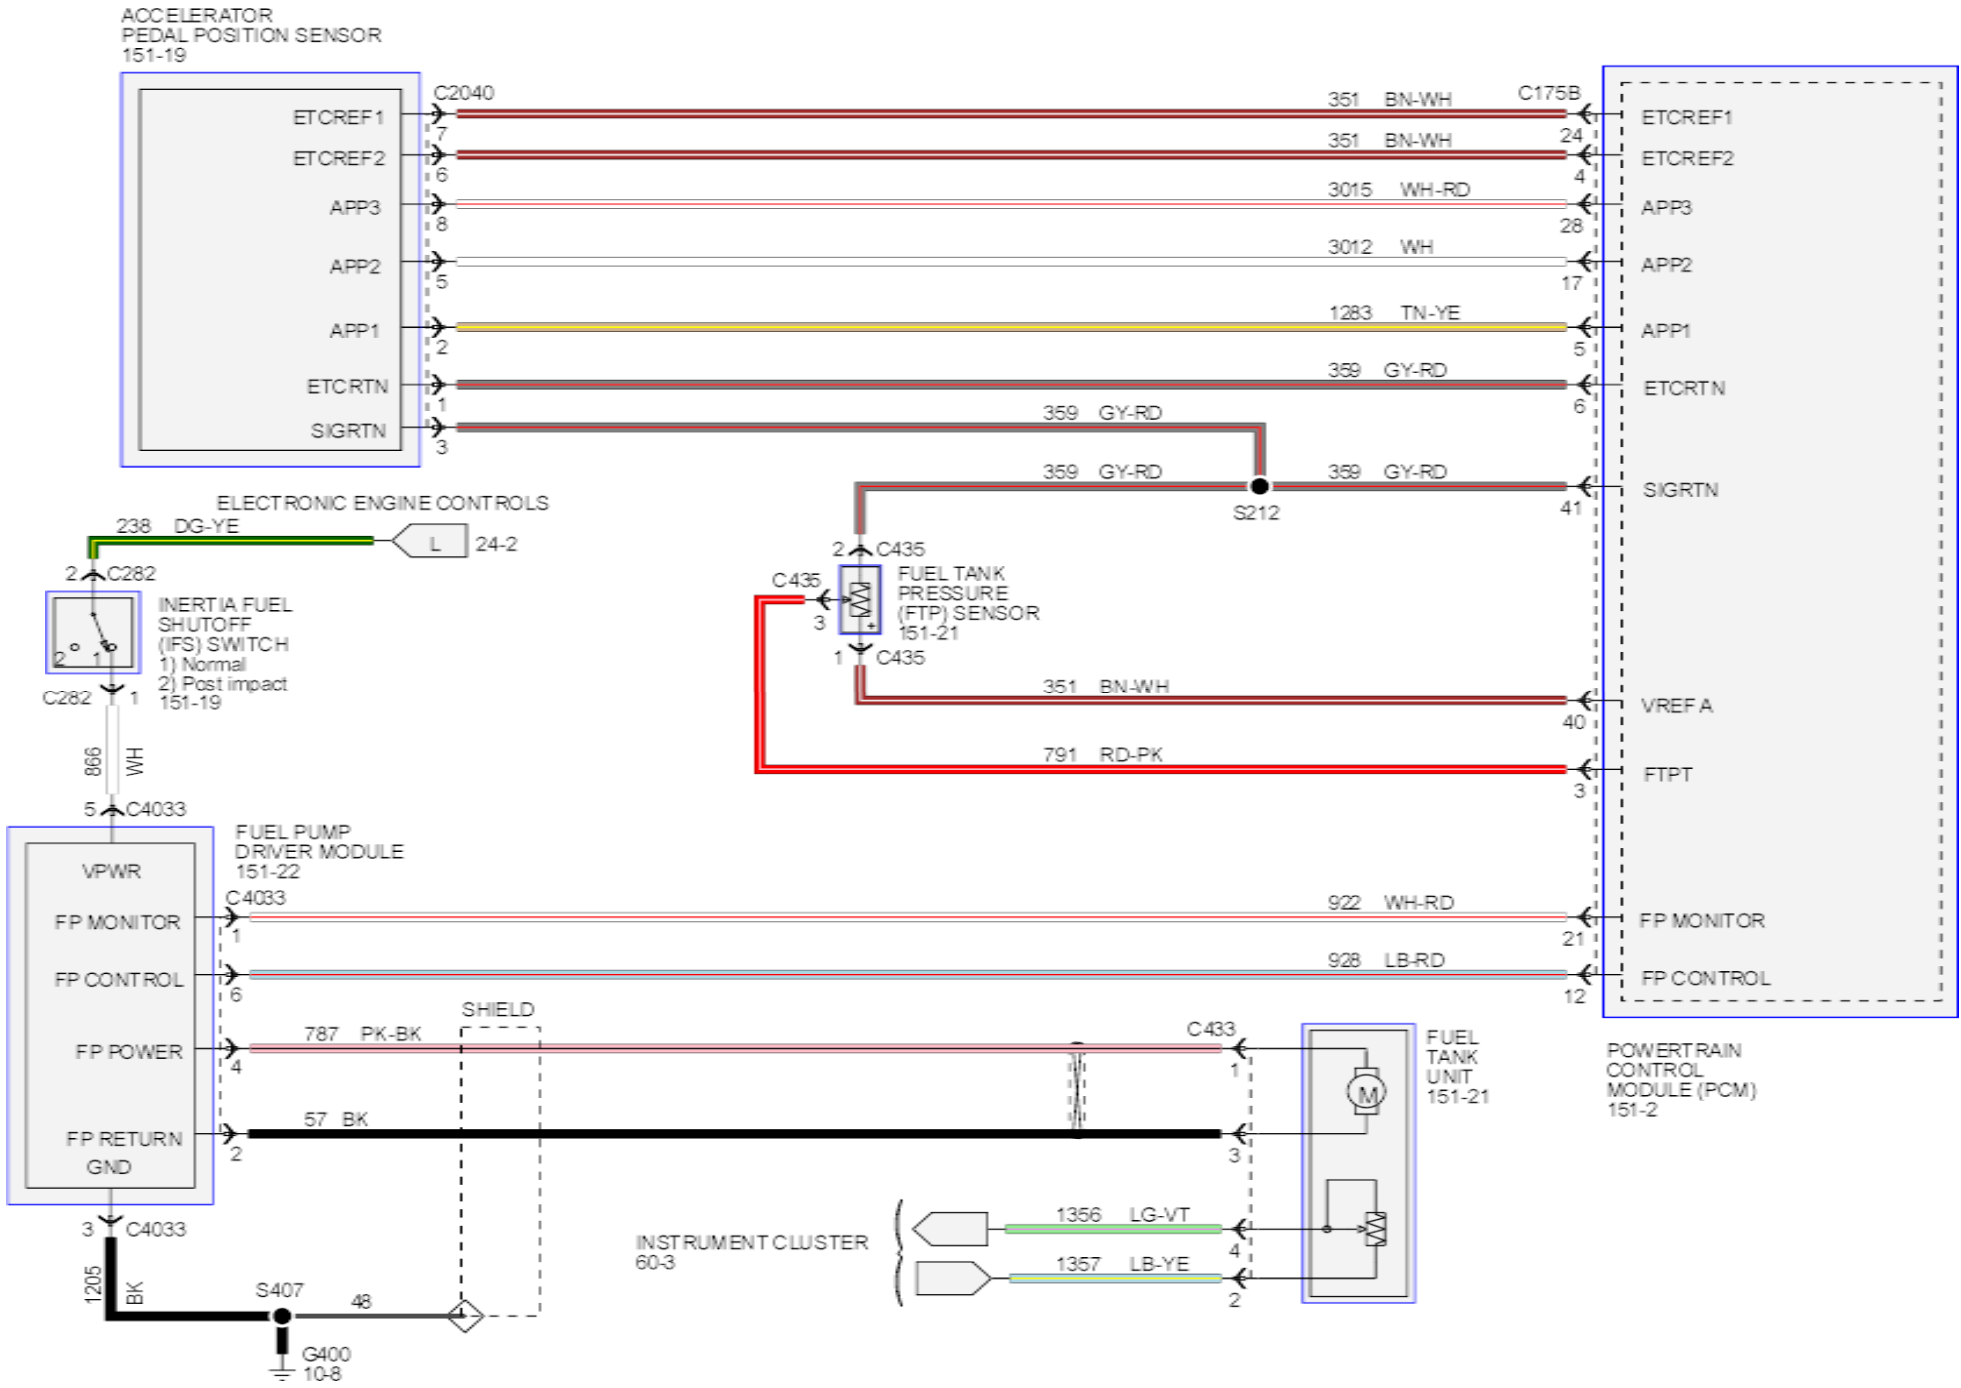 ACCELERATOR
PEDAL POSITION SENSOR
151-19
C2040
351 BN-WH
C175B
ETCREF1
7
24
ETCREF1
351 BN-WH
ETCREF2
6
4
ETCREF2
3015 WH-RD
APP3
8
28
APP3
3012 WH
APP2
5
17
APP2
1283 TN-YE
APP1
2
5
APP1
359 GY-RD
ETCRTN
1
6
ETCRTN
359 GY-RD
SIGRTN
3
359 GY-RD
359 GY-RD
S212
41
SIGRTN
ELECTRONIC ENGINE CONTROLS
238 DG-YE
L
24-2
2
C282
INERTIA FUEL
SHUTOFF
(IFS) SWITCH
1) Normal
2) Post impact
151-19
2
1
C282
1
866
WH
5
C4033
2
C435
FUEL TANK
PRESSURE
(FTP) SENSOR
151-21
C435
3
+
1
C435
351 BN-WH
40
VREF A
791 RD-PK
3
FTPT
FUEL PUMP
DRIVER MODULE
151-22
VPWR
C4033
922 WH-RD
FP MONITOR
1
21
FP MONITOR
928 LB-RD
FP CONTROL
6
12
FP CONTROL
SHIELD
787 PK-BK
C433
FP POWER
4
1
57 BK
FP RETURN
2
3
GND
FUEL
TANK
UNIT
151-21
M
POWERTRAIN
CONTROL
MODULE (PCM)
151-2
3
C4033
INSTRUMENT CLUSTER
60-3
1356 LG-VT
4
1357 LB-YE
2
1205
BK
S407
48
G400
10-8